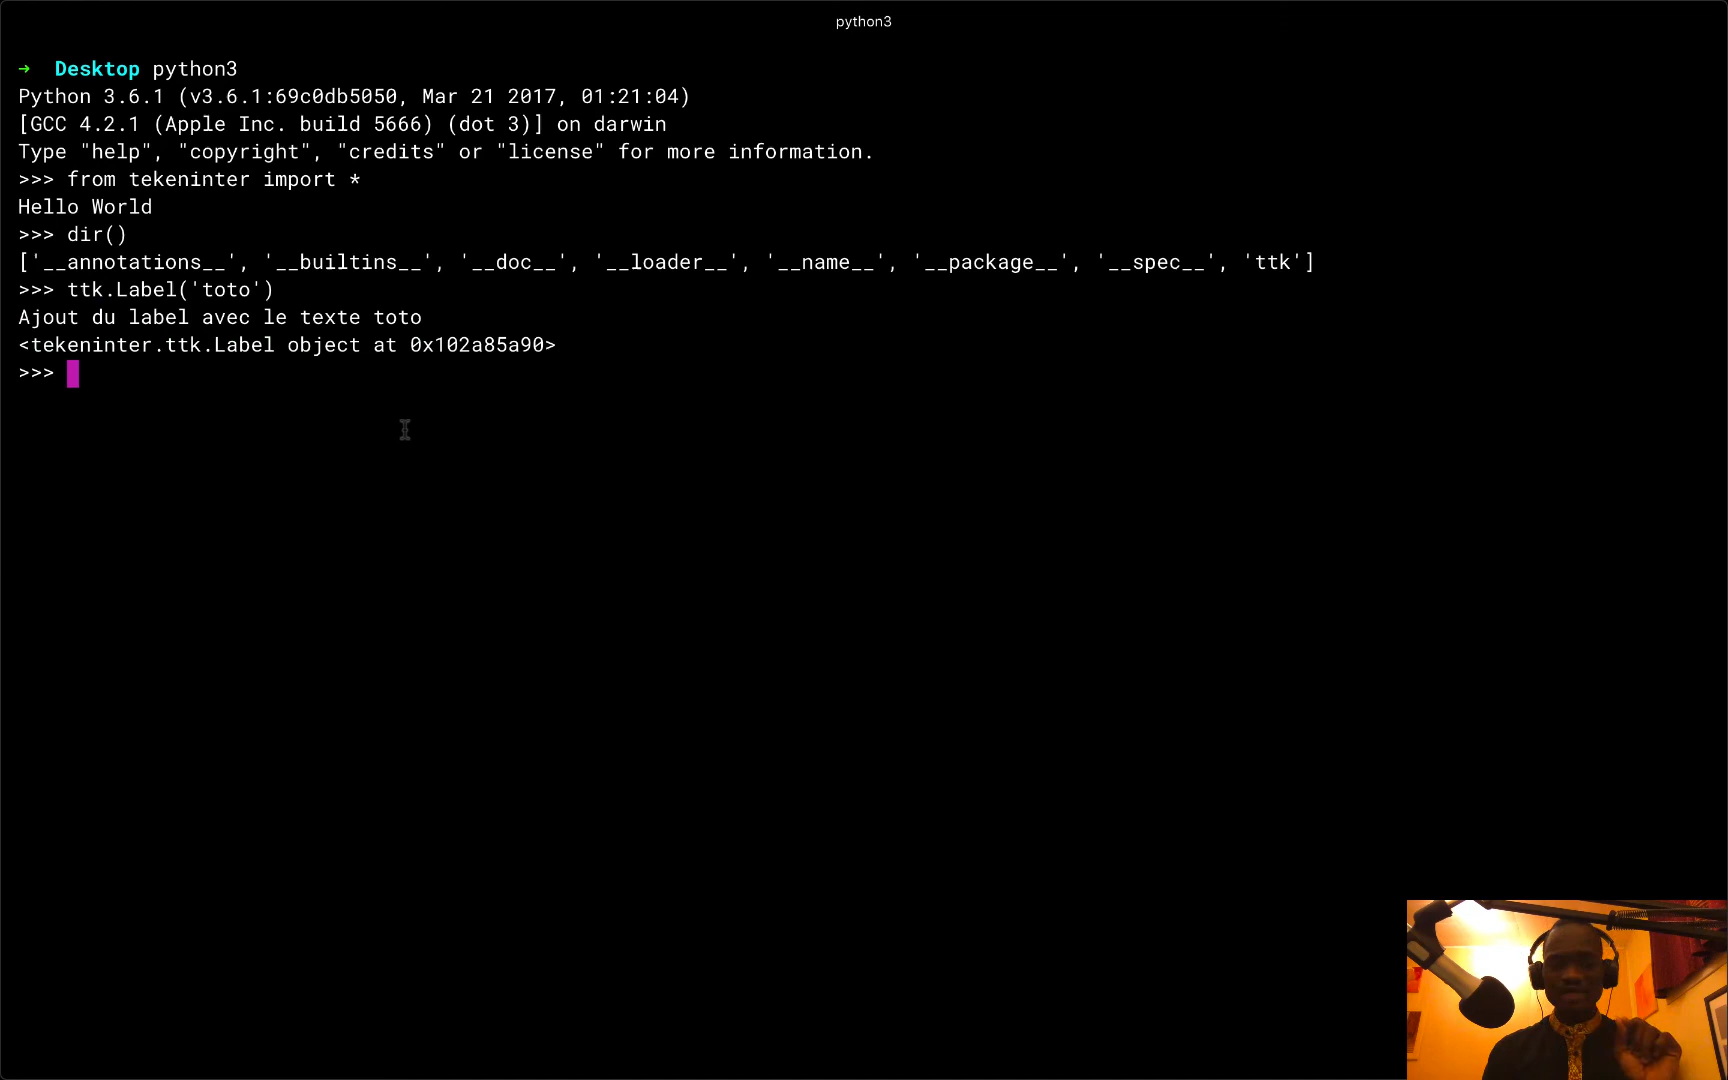 python3
→ Desktop python3
Python 3.6.1 (v3.6.1:69c0db5050, Mar 21 2017, 01:21:04)
[GCC 4.2.1 (Apple Inc. build 5666) (dot 3)] on darwin
Type "help", "copyright", "credits" or "license" for more information.
>>> from tekeninter import *
Hello World
>>> dir()
['__annotations__', '__builtins__', '__doc__', '__loader__', '__name__', '__package__', '__spec__', 'ttk']
>>> ttk.Label('toto')
Ajout du label avec le texte toto
<tekeninter.ttk.Label object at 0x102a85a90>
>>>